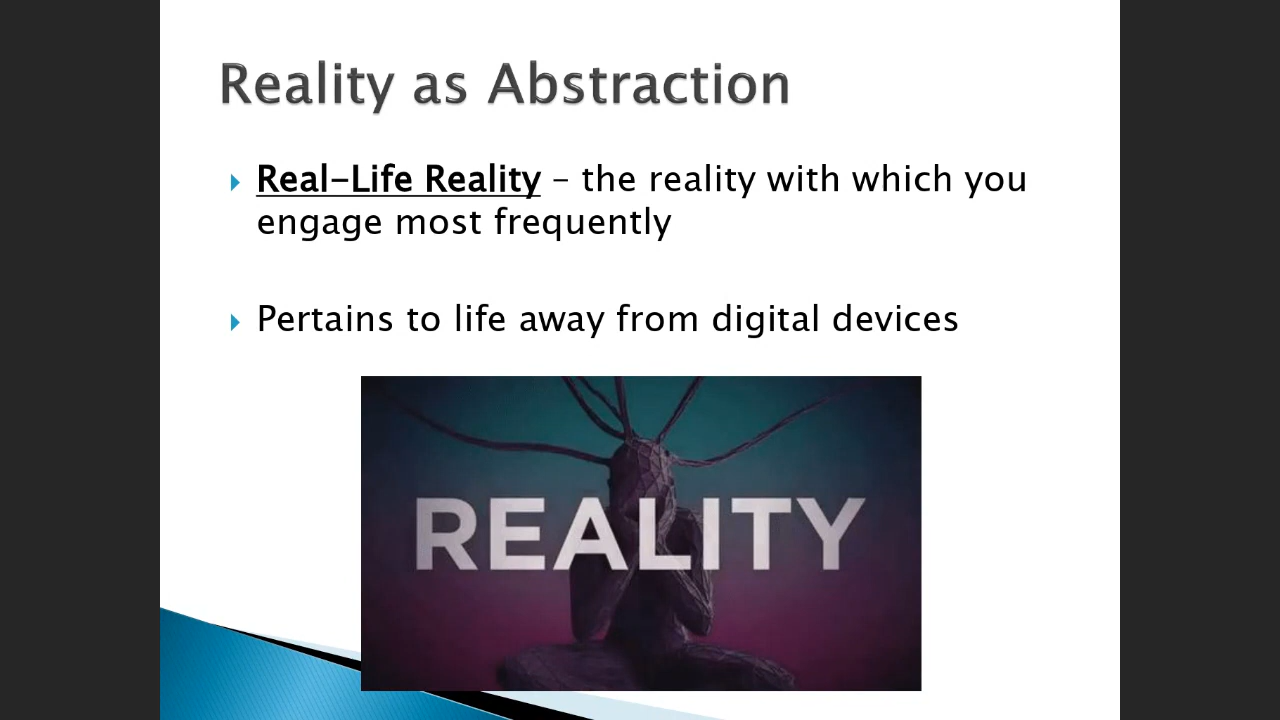 Reality as Abstraction
Real-Life Reality – the reality with which you
engage most frequently
Pertains to life away from digital devices
REALITY